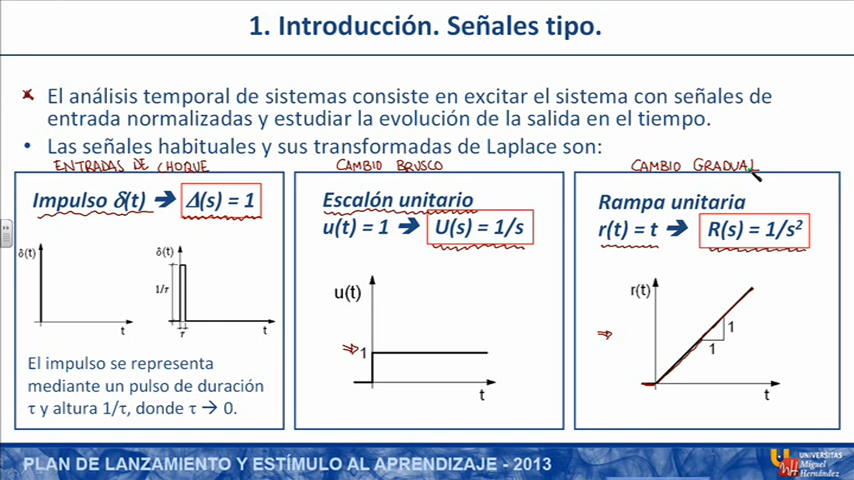 1. Introducción. Señales tipo.
El análisis temporal de sistemas consiste en excitar el sistema con señales de
entrada normalizadas y estudiar la evolución de la salida en el tiempo.
• Las señales habituales y sus transformadas de Laplace son:
ENTRADAS DE CHOQUE
Impulso δ(t) ➔ Δ(s) = 1
δ(t)
t
δ(t)
1/τ
τ
t
El impulso se representa
mediante un pulso de duración
τ y altura 1/τ, donde τ → 0.
CAMBIO BRUSCO
Escalón unitario
u(t) = 1 ➔ U(s) = 1/s
u(t)
⇒ 1
t
CAMBIO GRADUAL
Rampa unitaria
r(t) = t ➔ R(s) = 1/s²
r(t)
⇒
1
1
t
PLAN DE LANZAMIENTO Y ESTÍMULO AL APRENDIZAJE - 2013
UNIVERSITAS
Miguel
Hernández